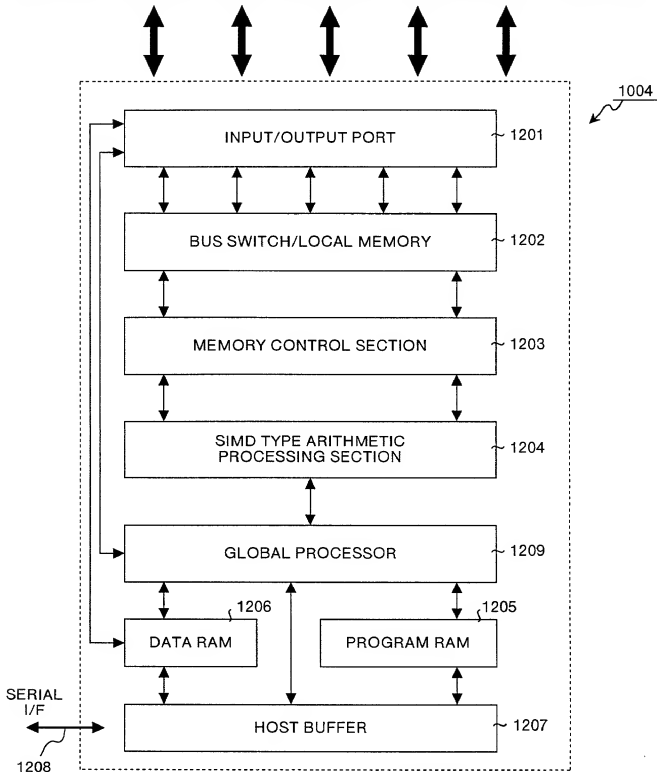 1004
INPUT/OUTPUT PORT
1201
BUS SWITCH/LOCAL MEMORY
1202
MEMORY CONTROL SECTION
1203
SIMD TYPE ARITHMETIC
PROCESSING SECTION
1204
GLOBAL PROCESSOR
1209
1206
1205
DATA RAM
PROGRAM RAM
SERIAL
I/F
HOST BUFFER
1207
1208